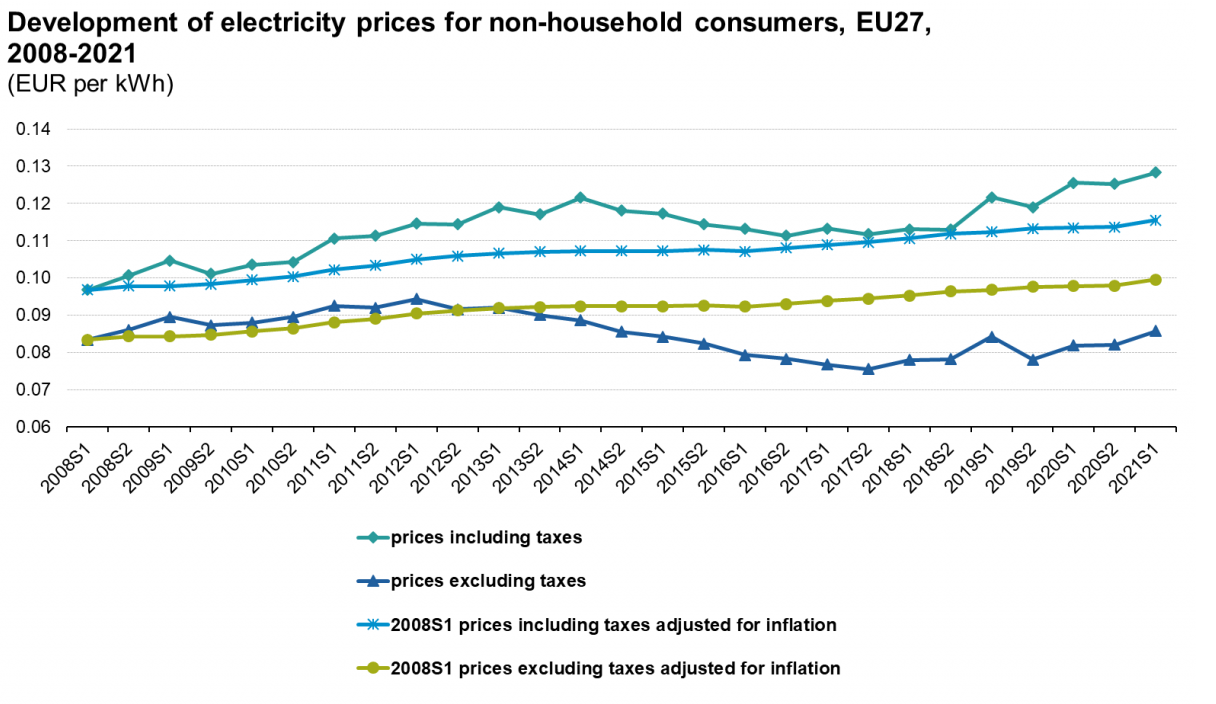 Development of electricity prices for non-household consumers, EU27,
2008-2021
(EUR per kWh)
0.14
0.13
0.12
0.11
0.10
0.09
0.08
0.07
0.06
2008S1
2008S2
2009S1
2009S2
2010S1
2010S2
2011S1
2011S2
2012S1
2012S2
2013S1
2013S2
2014S1
2014S2
2015S1
2015S2
2016S1
2016S2
2017S1
2017S2
2018S1
2018S2
2019S1
2019S2
2020S1
2020S2
2021S1
prices including taxes
prices excluding taxes
2008S1 prices including taxes adjusted for inflation
2008S1 prices excluding taxes adjusted for inflation